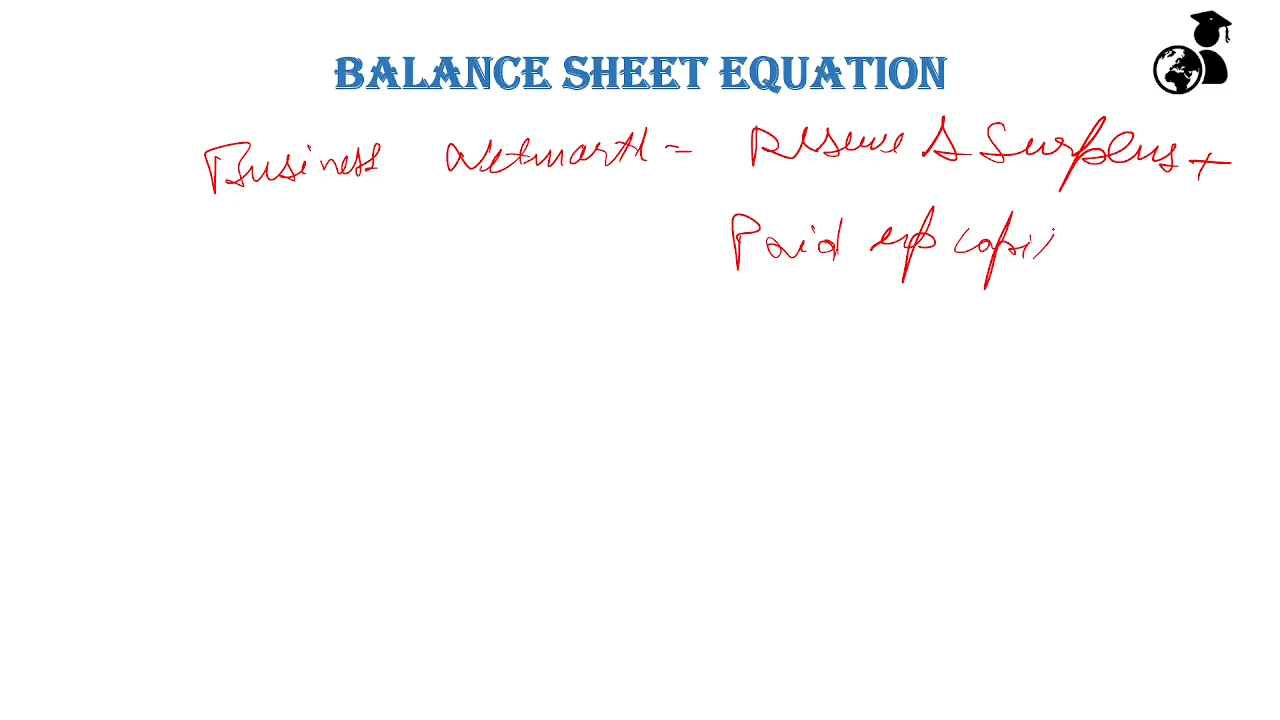 BALANCE SHEET EQUATION
Business Networth = Reserve & Surplus +
Paid up capi